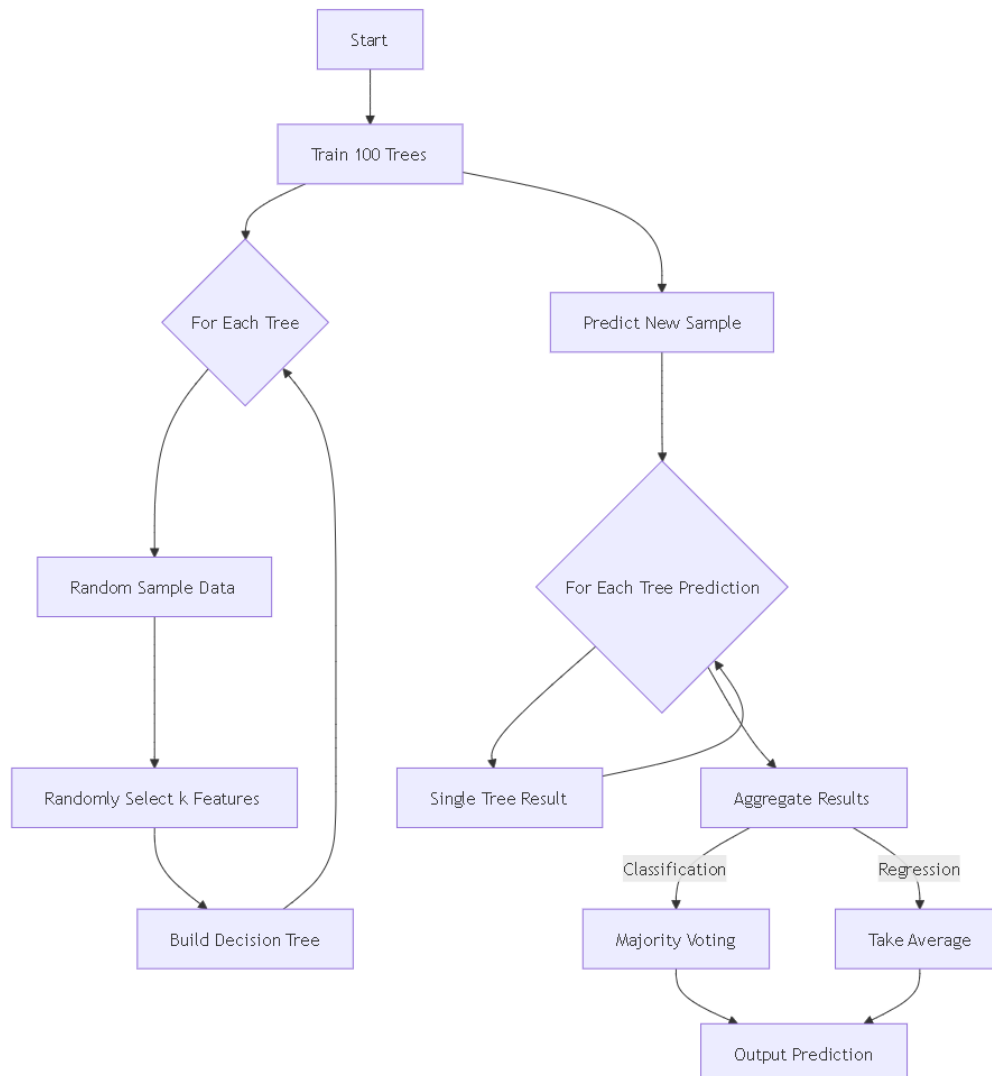 Start
Train 100 Trees
For Each Tree
Predict New Sample
Random Sample Data
For Each Tree Prediction
Randomly Select k Features
Single Tree Result
Aggregate Results
Classification
Regression
Build Decision Tree
Majority Voting
Take Average
Output Prediction